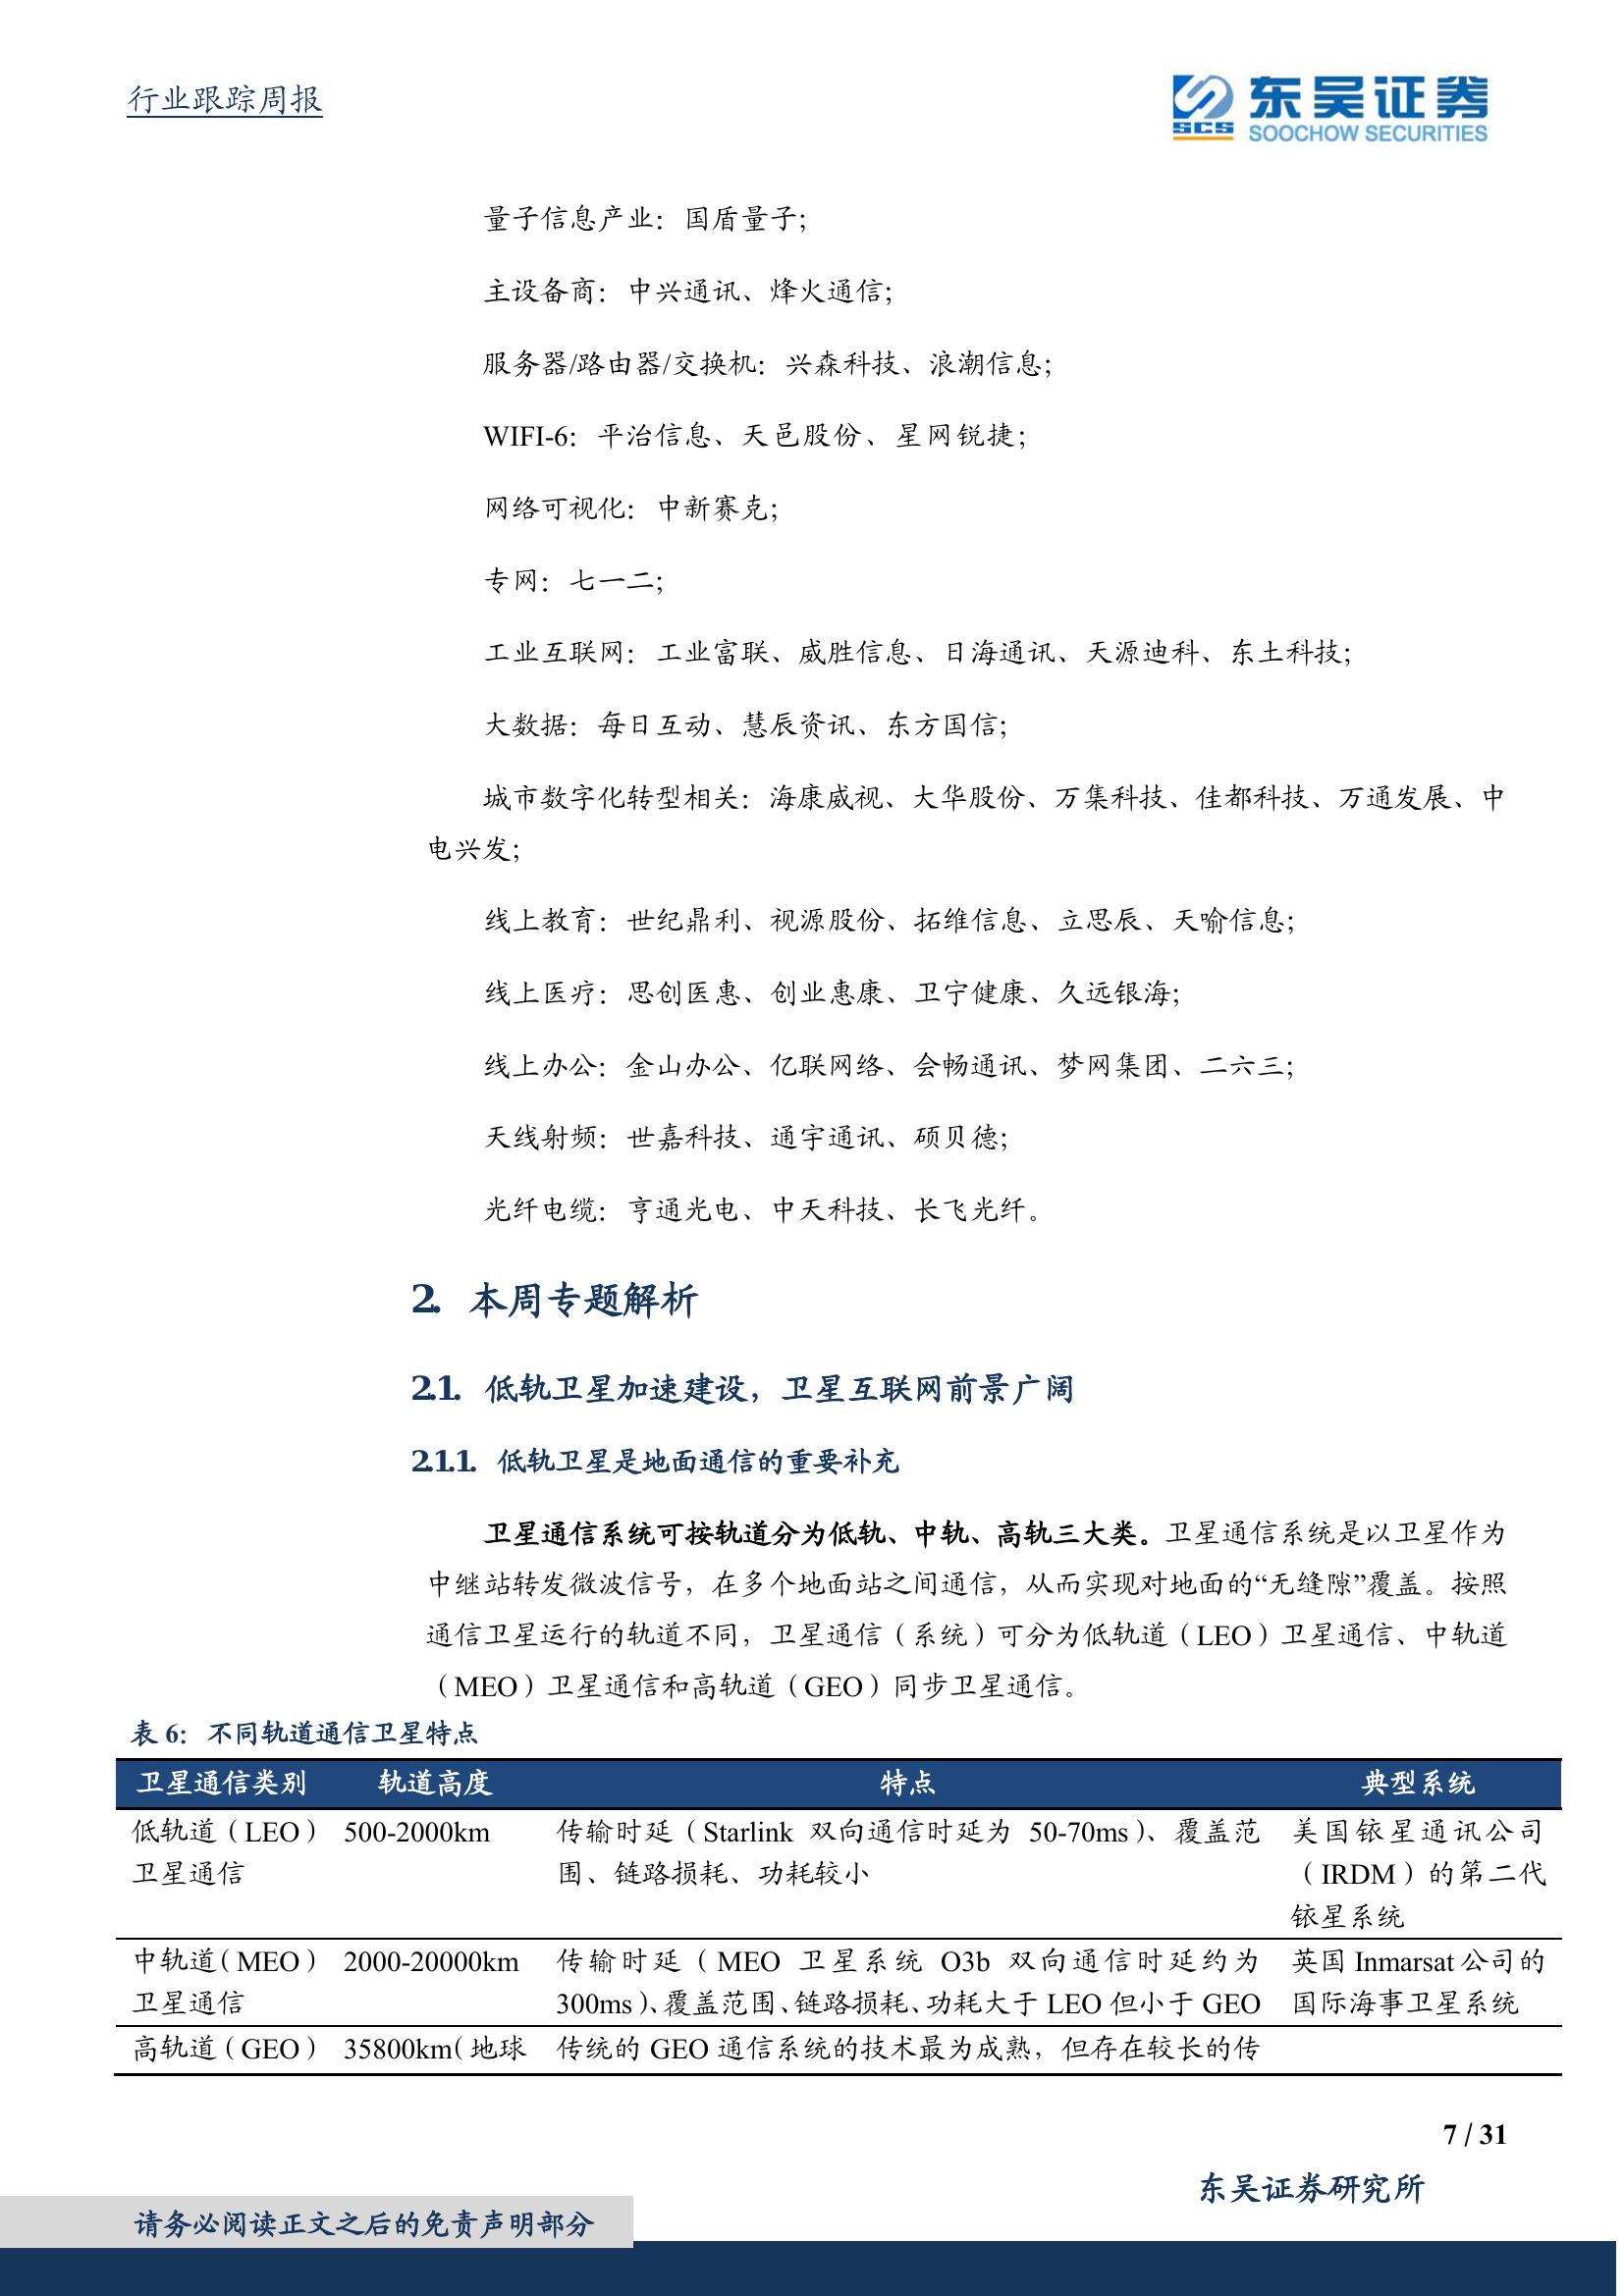 行业跟踪周报
东吴证券
SCS
SOOCHOW SECURITIES
量子信息产业：国盾量子；
主设备商：中兴通讯、烽火通信；
服务器/路由器/交换机：兴森科技、浪潮信息；
WIFI-6：平治信息、天邑股份、星网锐捷；
网络可视化：中新赛克；
专网：七一二；
工业互联网：工业富联、威胜信息、日海通讯、天源迪科、东土科技；
大数据：每日互动、慧辰资讯、东方国信；
城市数字化转型相关：海康威视、大华股份、万集科技、佳都科技、万通发展、中
电兴发；
线上教育：世纪鼎利、视源股份、拓维信息、立思辰、天喻信息；
线上医疗：思创医惠、创业惠康、卫宁健康、久远银海；
线上办公：金山办公、亿联网络、会畅通讯、梦网集团、二六三；
天线射频：世嘉科技、通宇通讯、硕贝德；
光纤电缆：亨通光电、中天科技、长飞光纤。
2. 本周专题解析
2.1. 低轨卫星加速建设，卫星互联网前景广阔
2.1.1. 低轨卫星是地面通信的重要补充
卫星通信系统可按轨道分为低轨、中轨、高轨三大类。卫星通信系统是以卫星作为
中继站转发微波信号，在多个地面站之间通信，从而实现对地面的“无缝隙”覆盖。按照
通信卫星运行的轨道不同，卫星通信（系统）可分为低轨道（LEO）卫星通信、中轨道
（MEO）卫星通信和高轨道（GEO）同步卫星通信。
表 6：不同轨道通信卫星特点
卫星通信类别 轨道高度 特点 典型系统
低轨道（LEO） 500-2000km 传输时延（Starlink 双向通信时延为 50-70ms）、覆盖范 美国铱星通讯公司
卫星通信 围、链路损耗、功耗较小 （IRDM）的第二代
铱星系统
中轨道（MEO） 2000-20000km 传输时延（MEO 卫星系统 O3b 双向通信时延约为 英国 Inmarsat 公司的
卫星通信 300ms）、覆盖范围、链路损耗、功耗大于 LEO 但小于 GEO 国际海事卫星系统
高轨道（GEO） 35800km（地球 传统的 GEO 通信系统的技术最为成熟，但存在较长的传
7 / 31
东吴证券研究所
请务必阅读正文之后的免责声明部分